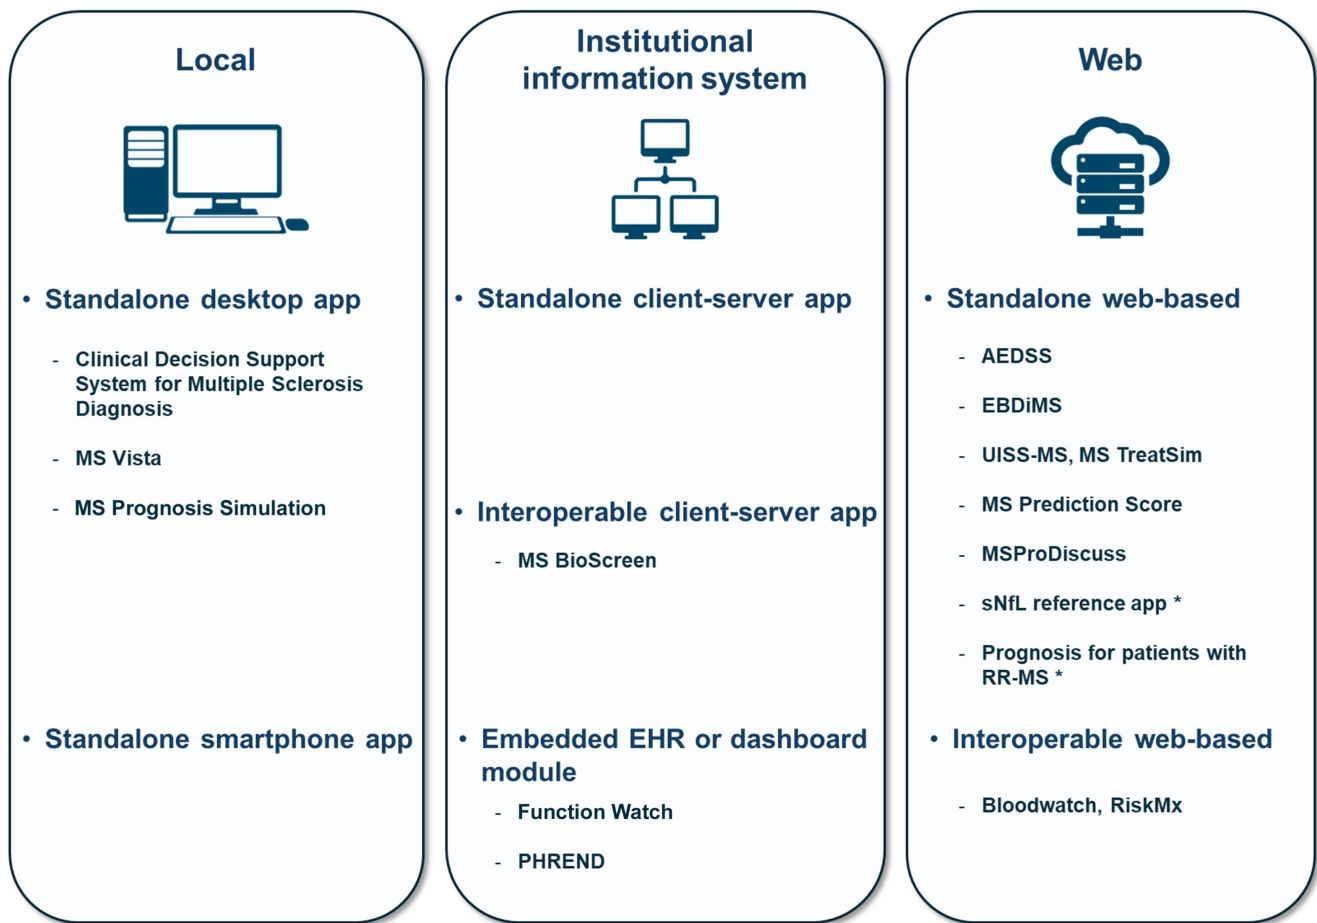 Local
• Standalone desktop app
- Clinical Decision Support
System for Multiple Sclerosis
Diagnosis
- MS Vista
- MS Prognosis Simulation
• Standalone smartphone app
Institutional
information system
• Standalone client-server app
• Interoperable client-server app
- MS BioScreen
• Embedded EHR or dashboard
module
- Function Watch
- PHREND
Web
• Standalone web-based
- AEDSS
- EBDiMS
- UISS-MS, MS TreatSim
- MS Prediction Score
- MSProDiscuss
- sNfL reference app *
- Prognosis for patients with
RR-MS *
• Interoperable web-based
- Bloodwatch, RiskMx